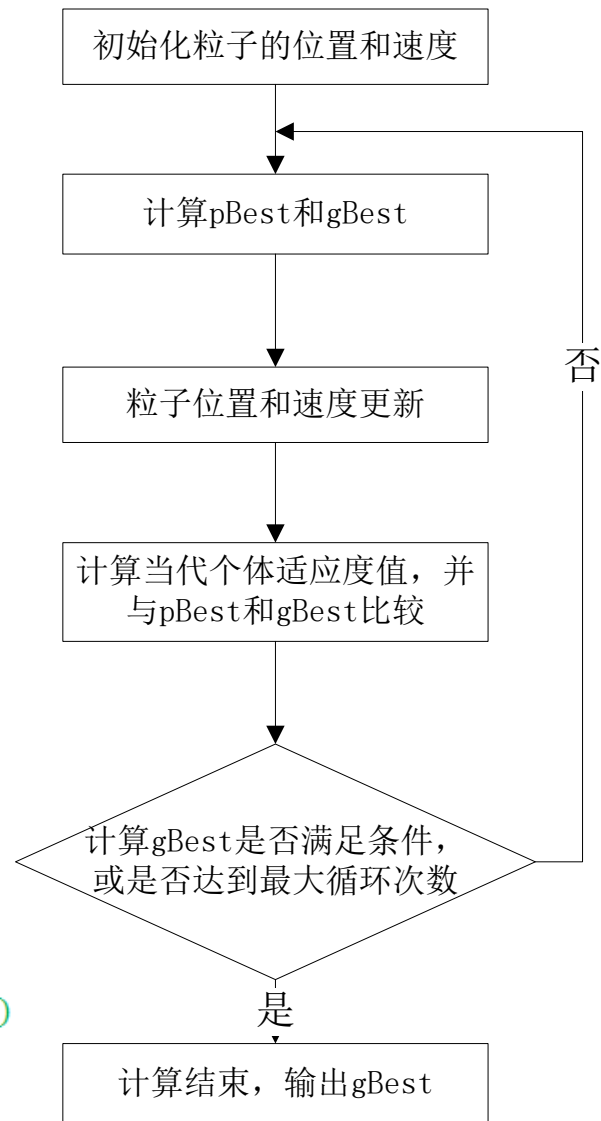 初始化粒子的位置和速度
计算pBest和gBest
否
粒子位置和速度更新
计算当代个体适应度值，并
与pBest和gBest比较
计算gBest是否满足条件，
或是否达到最大循环次数
)
是
计算结束，输出gBest